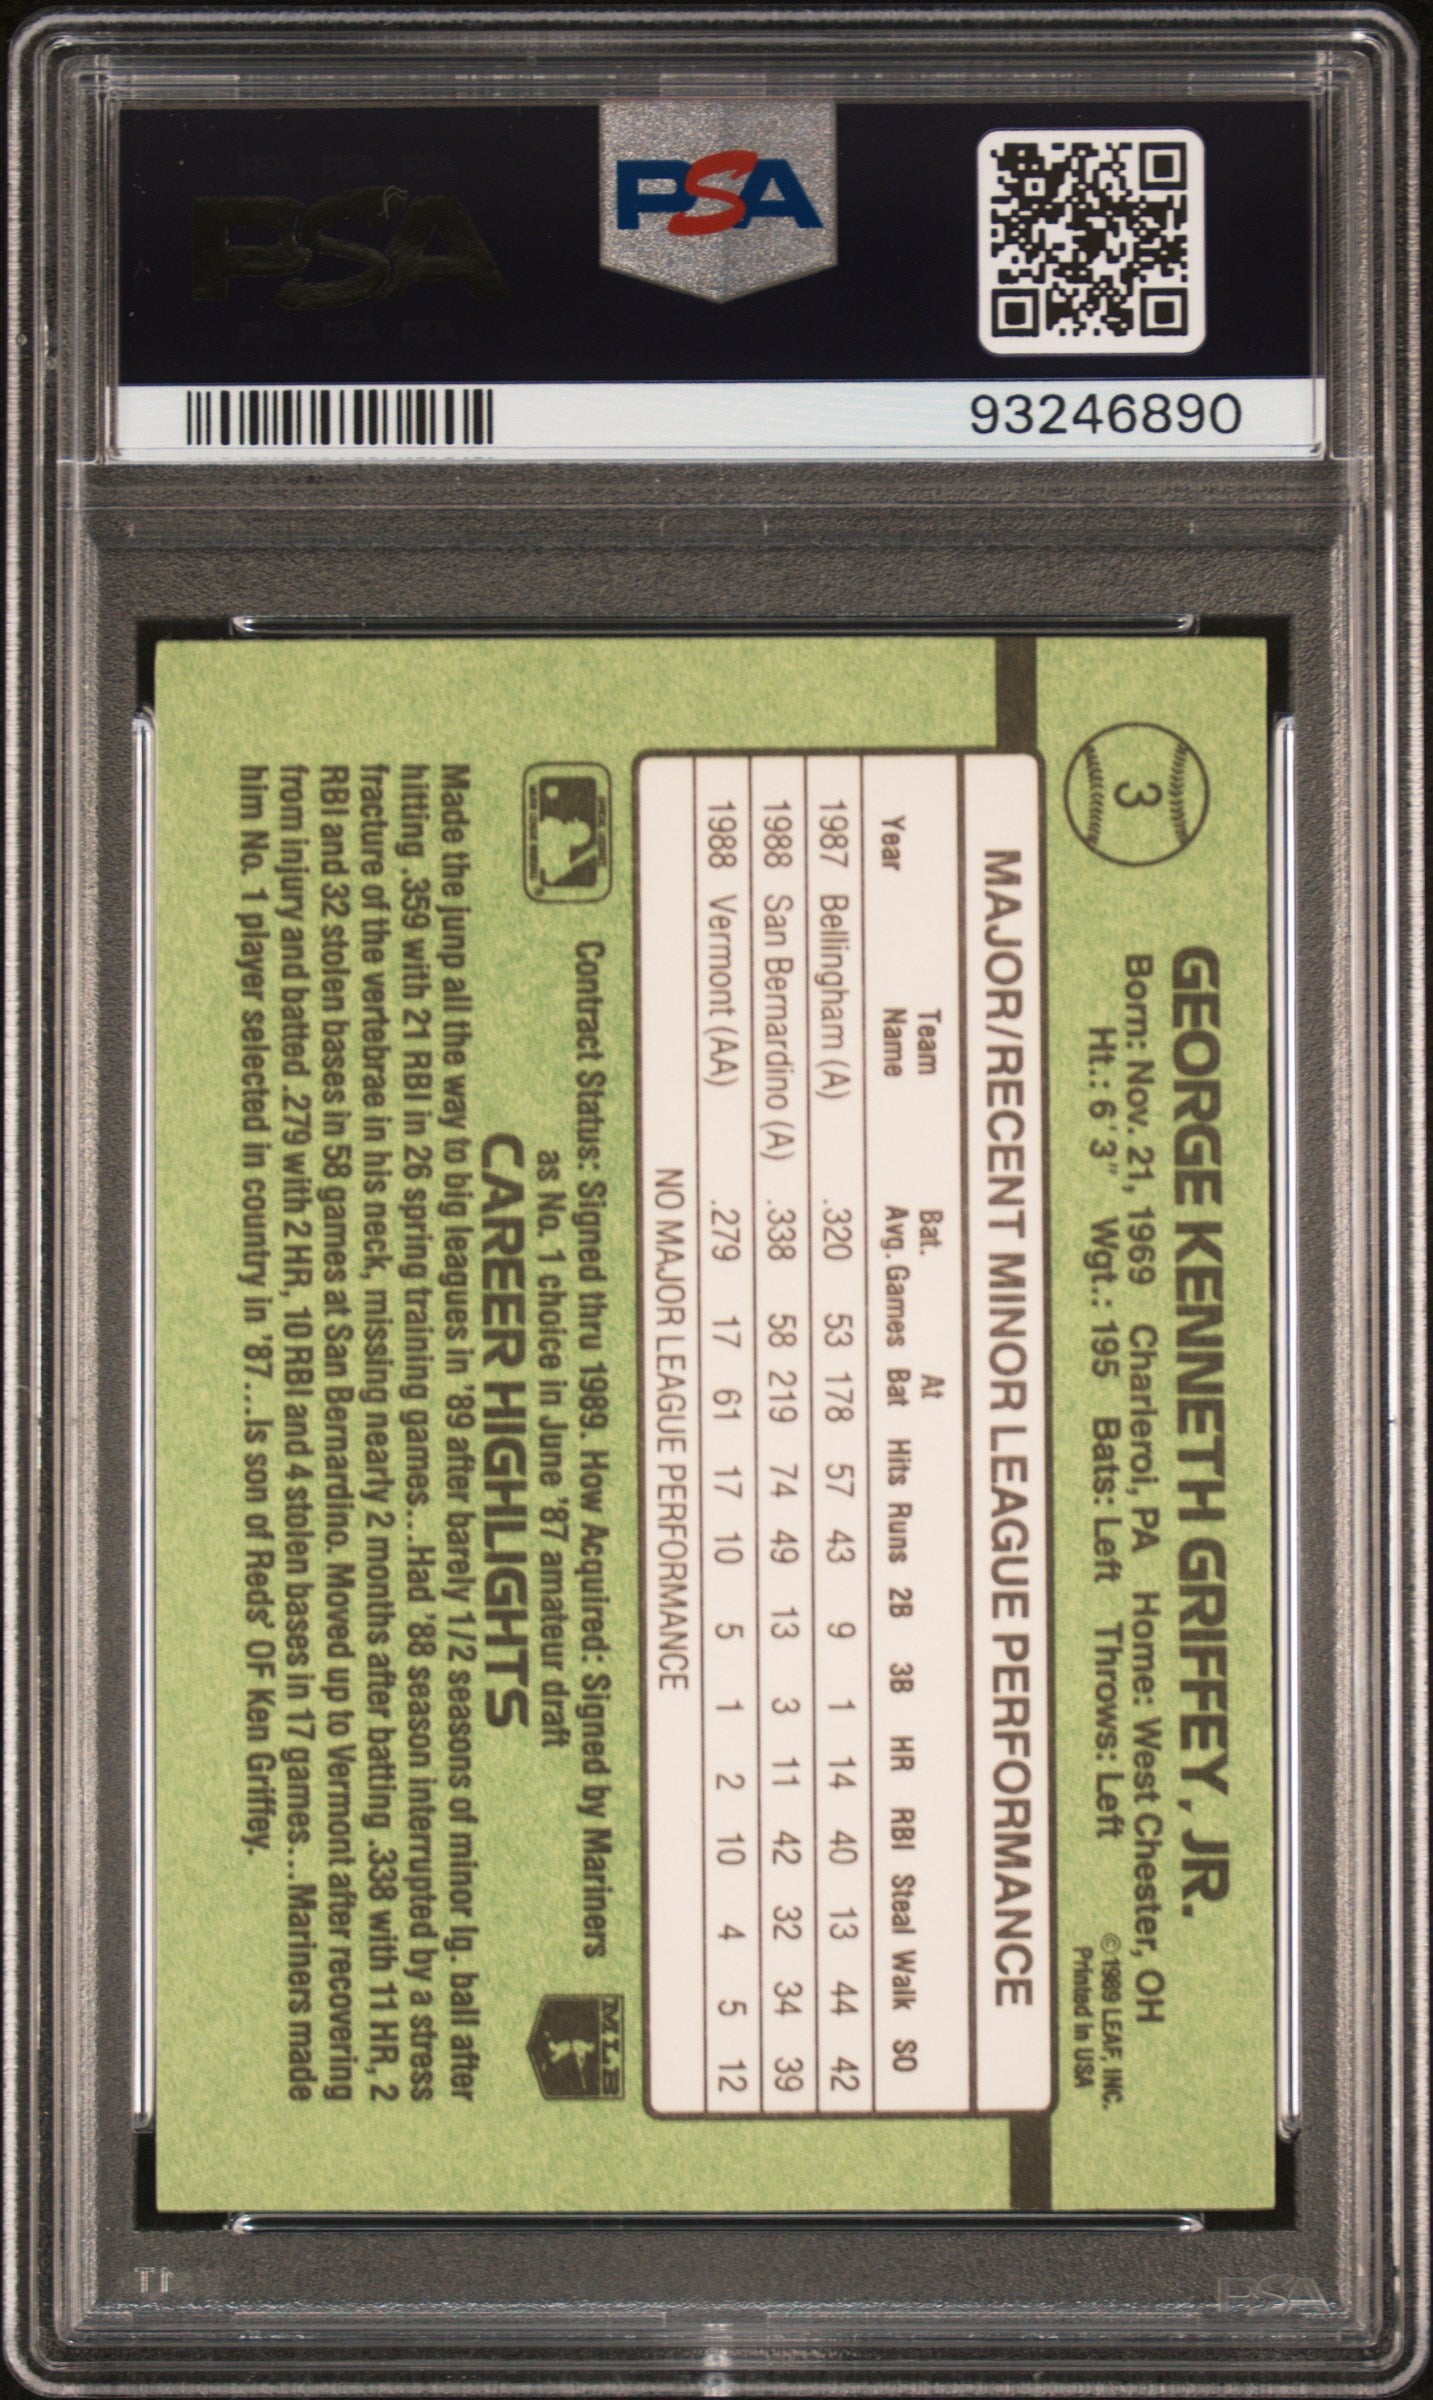 PSA
PSA
93246890
3
GEORGE KENNETH GRIFFEY, JR.
Born: Nov. 21, 1969 Charleroi, PA Home: West Chester, OH
Ht.: 6'3" Wgt.: 195 Bats: Left Throws: Left
©1989 LEAF, INC.
Printed in USA
MAJOR/RECENT MINOR LEAGUE PERFORMANCE
Year Team Name Bat. Avg. Games At Bat Hits Runs 2B 3B HR RBI Steal Walk SO
1987 Bellingham (A) .320 53 178 57 43 9 1 14 40 13 44 42
1988 San Bernardino (A) .338 58 219 74 49 13 3 11 42 32 34 39
1988 Vermont (AA) .279 17 61 17 10 5 1 2 10 4 5 12
NO MAJOR LEAGUE PERFORMANCE
Contract Status: Signed thru 1989. How Acquired: Signed by Mariners
as No. 1 choice in June '87 amateur draft
MLB
CAREER HIGHLIGHTS
Made the junp all the way to big leagues in '89 after barely 1/2 seasons of minor lg. ball after
hitting .359 with 21 RBI in 26 spring training games...Had '88 season interrupted by a stress
fracture of the vertebrae in his neck, missing nearly 2 months after batting .338 with 11 HR, 2
RBI and 32 stolen bases in 58 games at San Bernardino. Moved up to Vermont after recovering
from injury and batted .279 with 2 HR, 10 RBI and 4 stolen bases in 17 games...Mariners made
him No. 1 player selected in country in '87...Is son of Reds' OF Ken Griffey.
PSA